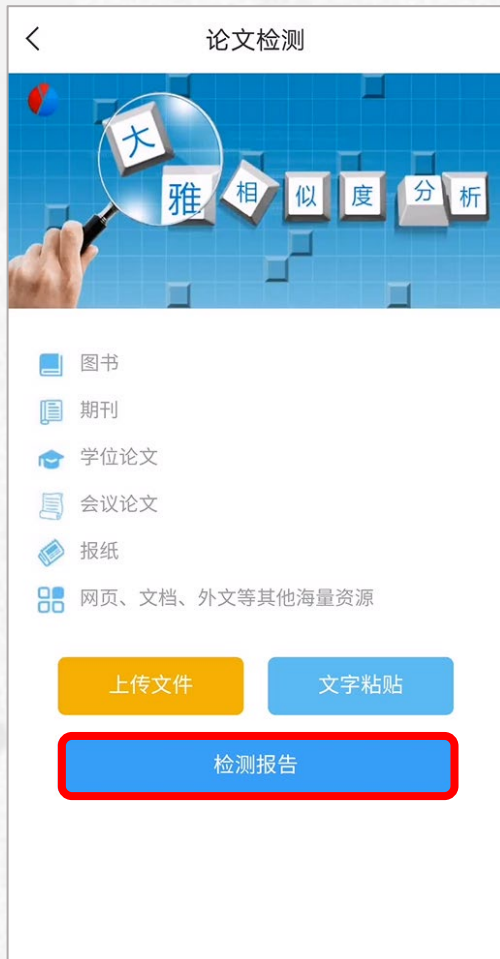 论文检测
大雅相似度分析
图书
期刊
学位论文
会议论文
报纸
网页、文档、外文等其他海量资源
上传文件 文字粘贴
检测报告